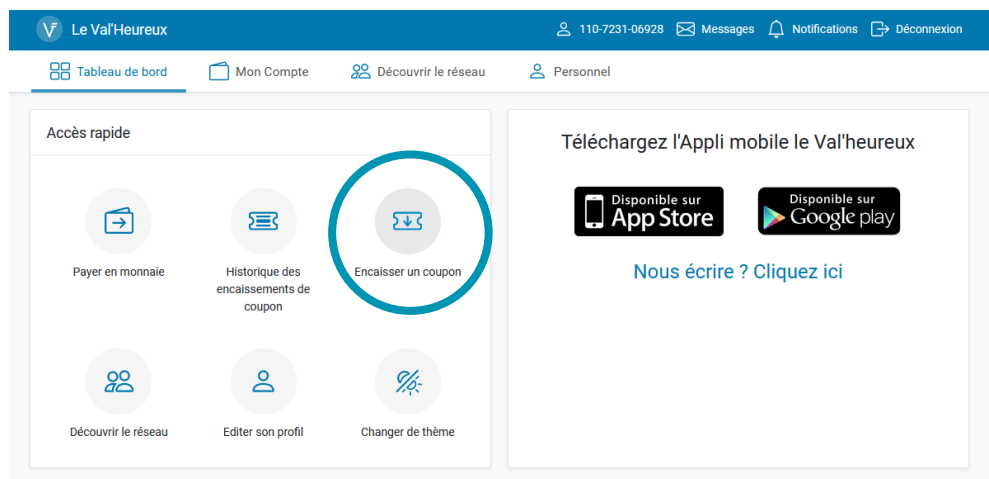 Le Val'Heureux
110-7231-06928 Messages Notifications Déconnexion
Tableau de bord Mon Compte Découvrir le réseau Personnel
Accès rapide
Payer en monnaie
Historique des
encaissements de
coupon
Encaisser un coupon
Découvrir le réseau
Editer son profil
Changer de thème
Téléchargez l'Appli mobile le Val'heureux
Disponible sur
App Store
Disponible sur
Google play
Nous écrire ? Cliquez ici